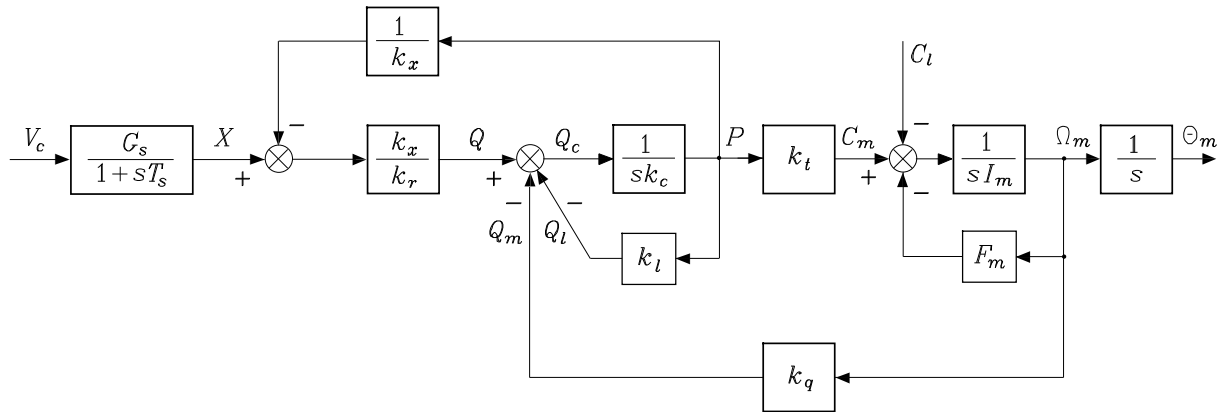 1
k_x
C_l
−
−
V_c
G_s
1+sT_s
X
+
k_x
k_r
Q
+
Q_c
1
sk_c
P
k_t
C_m
+
1
sI_m
Ω_m
1
s
Θ_m
−
−
−
Q_m
Q_l
k_l
F_m
k_q